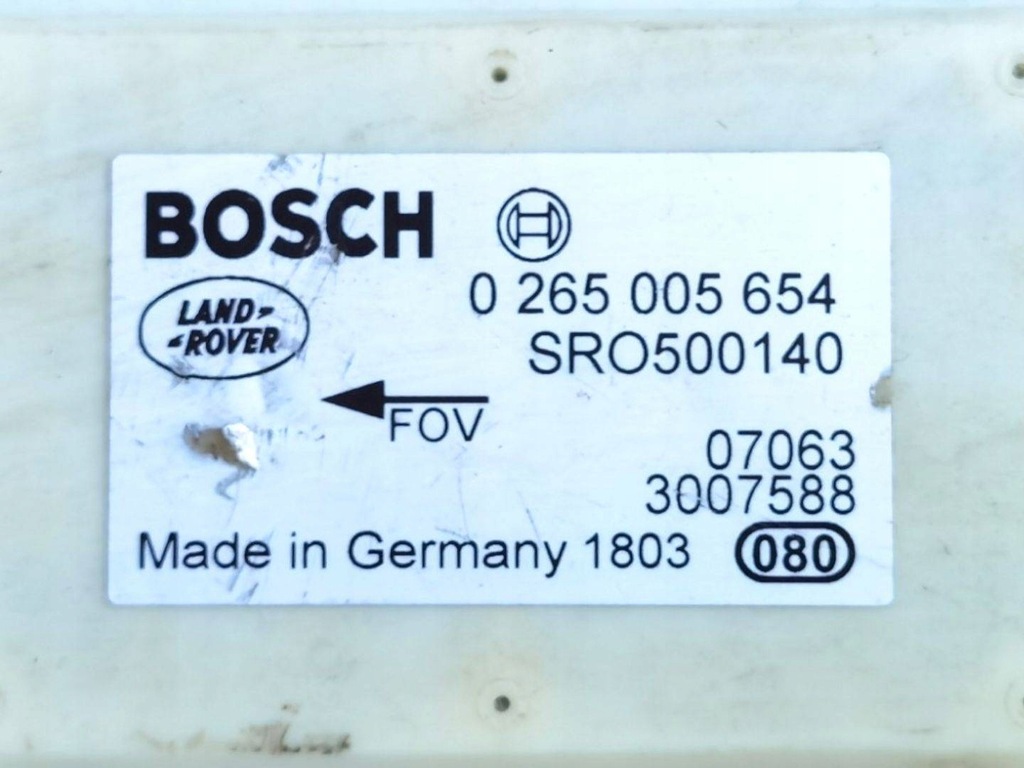 BOSCH
0 265 005 654
LAND-
-ROVER
SRO500140
FOV
07063
3007588
Made in Germany 1803
080